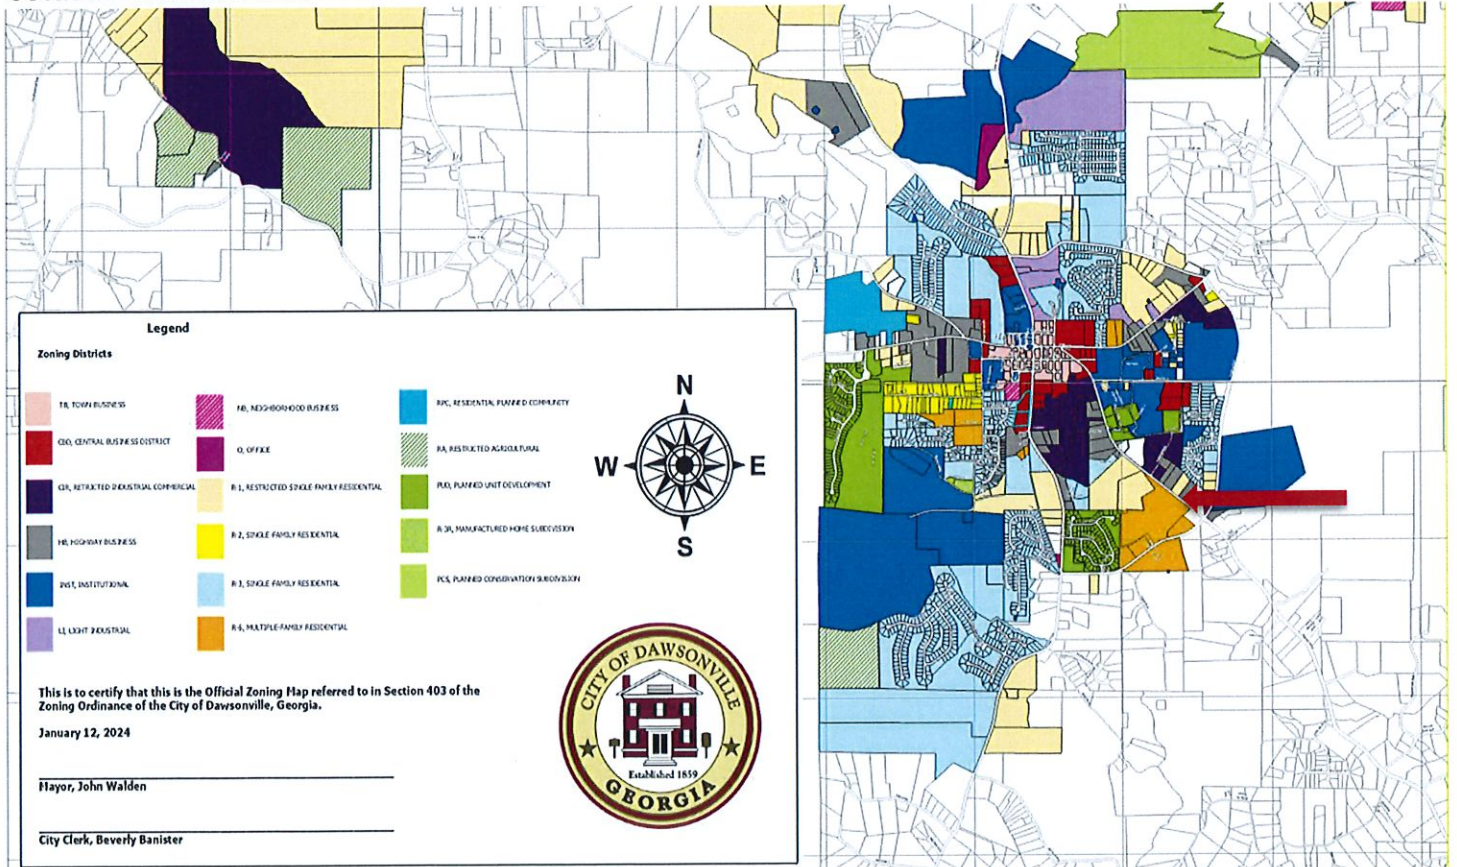 Legend
Zoning Districts
TB, TOWN BUSINESS
CBD, CENTRAL BUSINESS DISTRICT
CIR, RETRICTED INDUSTRIAL COMMERCIAL
HB, HIGHWAY BUSINESS
INST, INSTITUTIONAL
LI, LIGHT INDUSTRIAL
NB, NEIGHBORHOOD BUSINESS
O, OFFICE
R-1, RESTRICTED SINGLE-FAMILY RESIDENTIAL
R-2, SINGLE-FAMILY RESIDENTIAL
R-3, SINGLE-FAMILY RESIDENTIAL
R-6, MULTIPLE-FAMILY RESIDENTIAL
RPC, RESIDENTIAL PLANNED COMMUNITY
RA, RESTRICTED AGRICULTURAL
PUD, PLANNED UNIT DEVELOPMENT
R-3R, MANUFACTURED HOME SUBDIVISION
PCS, PLANNED CONSERVATION SUBDIVISION
N
W
E
S
This is to certify that this is the Official Zoning Map referred to in Section 403 of the
Zoning Ordinance of the City of Dawsonville, Georgia.
January 12, 2024
Mayor, John Walden
City Clerk, Beverly Banister
CITY OF DAWSONVILLE
Established 1859
GEORGIA